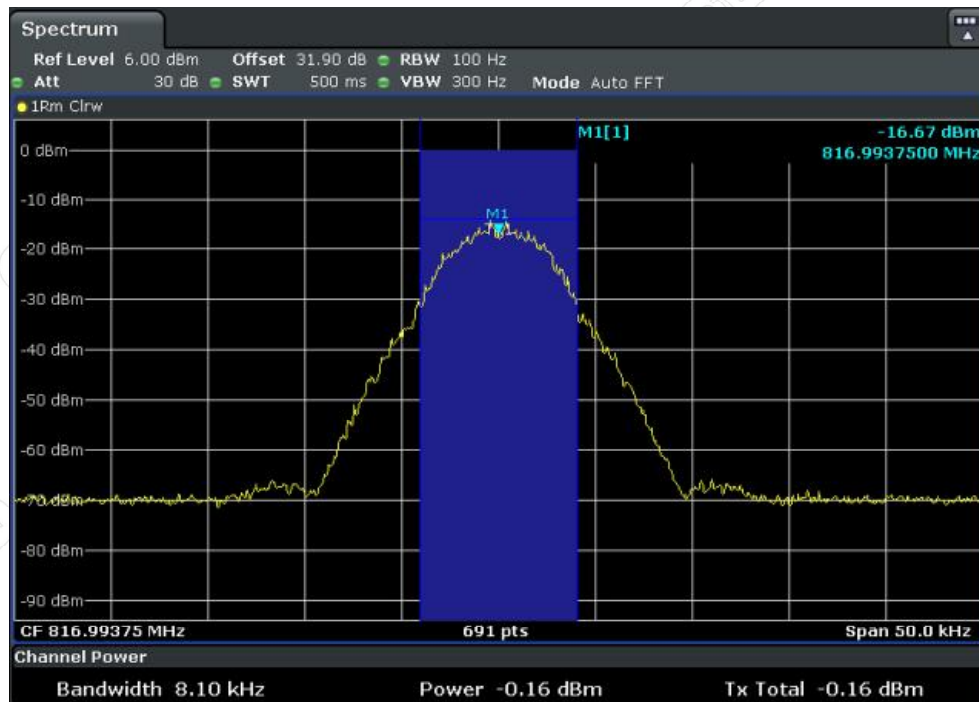 Spectrum
Ref Level 6.00 dBm Offset 31.90 dB RBW 100 Hz
Att 30 dB SWT 500 ms VBW 300 Hz Mode Auto FFT
1Rm Clrw
M1[1] -16.67 dBm
816.9937500 MHz
0 dBm
-10 dBm
M1
-20 dBm
-30 dBm
-40 dBm
-50 dBm
-60 dBm
-70 dBm
-80 dBm
-90 dBm
CF 816.99375 MHz 691 pts Span 50.0 kHz
Channel Power
Bandwidth 8.10 kHz Power -0.16 dBm Tx Total -0.16 dBm